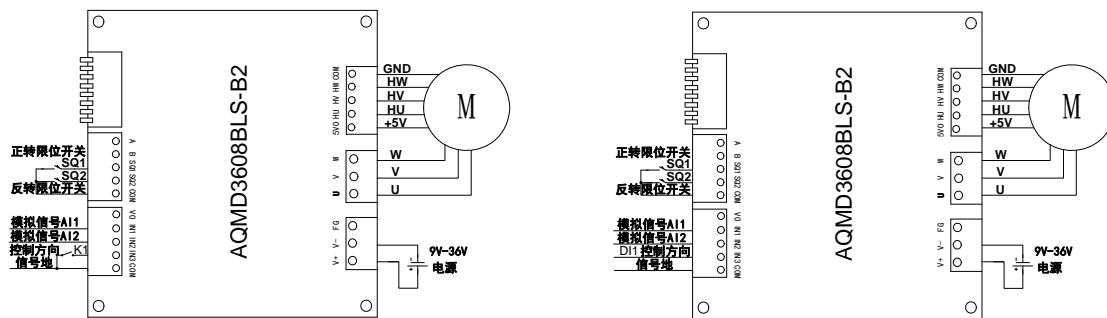 AQMD3608BLS-B2
COM
HW
HV
HU
5VO
GND
HW
HV
HU
+5V
M
A
B
SQ1
SQ2
COM
正转限位开关
SQ1
SQ2
反转限位开关
W
V
U
W
V
U
VO
IN1
IN2
IN3
COM
模拟信号AI1
模拟信号AI2
控制方向
K1
信号地
FG
V-
V+
9V-36V
电源
AQMD3608BLS-B2
COM
HW
HV
HU
5VO
GND
HW
HV
HU
+5V
M
A
B
SQ1
SQ2
COM
正转限位开关
SQ1
SQ2
反转限位开关
W
V
U
W
V
U
VO
IN1
IN2
IN3
COM
模拟信号AI1
模拟信号AI2
DI1控制方向
信号地
FG
V-
V+
9V-36V
电源